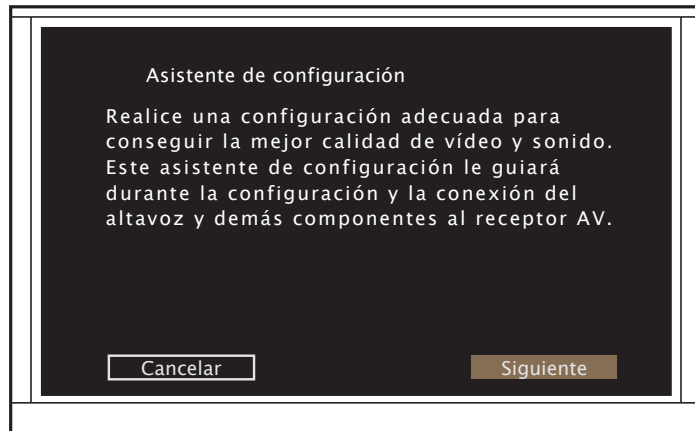 Asistente de configuración
Realice una configuración adecuada para
conseguir la mejor calidad de vídeo y sonido.
Este asistente de configuración le guiará
durante la configuración y la conexión del
altavoz y demás componentes al receptor AV.
Cancelar
Siguiente